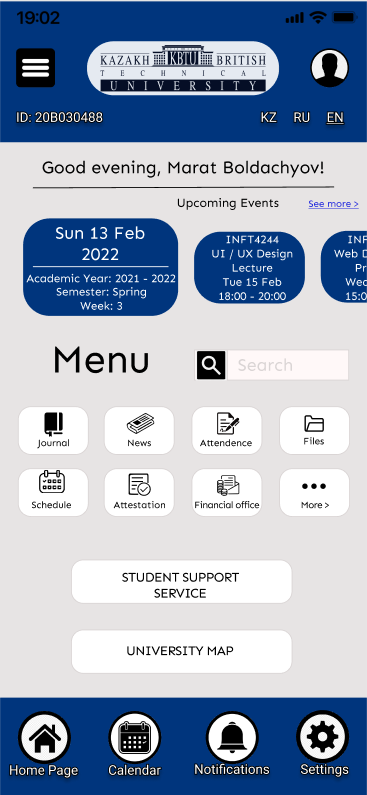 19:02
KAZAKH KBTU BRITISH
TECHNICAL
UNIVERSITY
ID: 20B030488
KZ RU EN
Good evening, Marat Boldachyov!
Upcoming Events
See more >
Sun 13 Feb
2022
Academic Year: 2021 - 2022
Semester: Spring
Week: 3
INFT4244
UI / UX Design
Lecture
Tue 15 Feb
18:00 - 20:00
INF
Web D
Pr
Wed
15:0
Menu
Search
Journal
News
Attendence
Files
Schedule
Attestation
Financial office
More >
STUDENT SUPPORT
SERVICE
UNIVERSITY MAP
Home Page
Calendar
Notifications
Settings